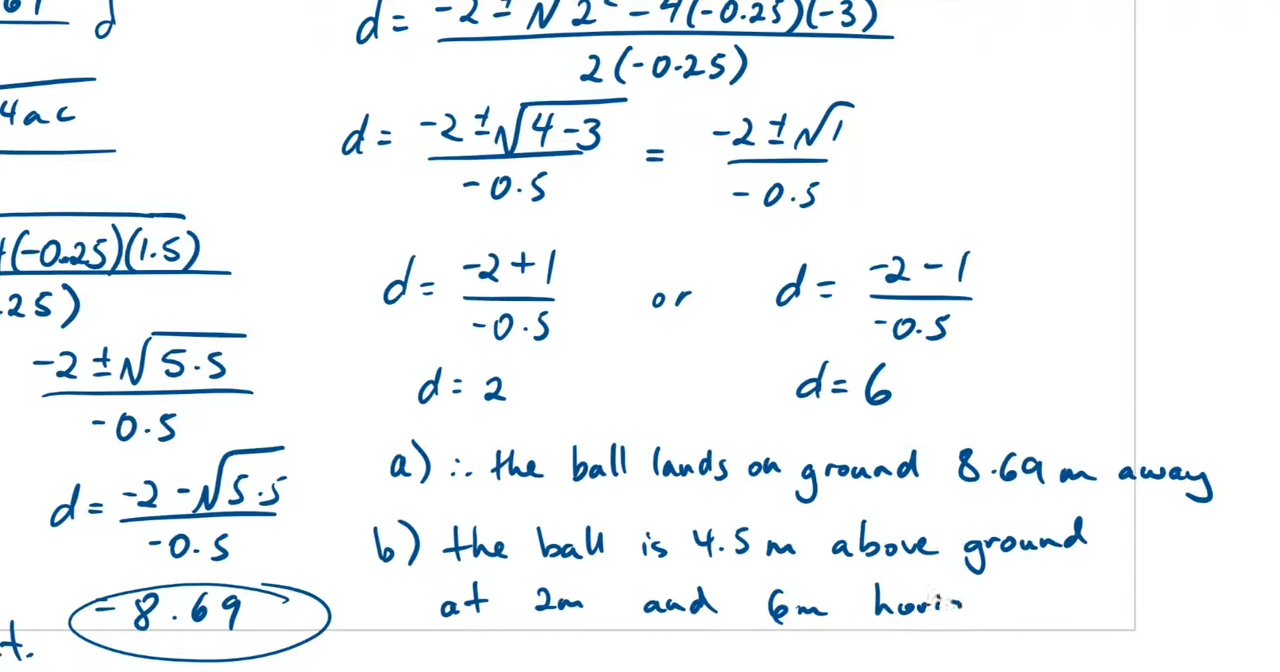 d
4ac
(-0.25)(1.5)
.25)
-2 ± √5.5
-0.5
d = -2 - √5.5
-0.5
= 8.69
t.
d = -2 ± √2² - 4(-0.25)(-3)
2(-0.25)
d = -2 ± √4-3 = -2 ± √1
-0.5 -0.5
d = -2+1 or d = -2-1
-0.5 -0.5
d = 2 d = 6
a) ∴ the ball lands on ground 8.69 m away
b) the ball is 4.5 m above ground
at 2m and 6m horiz